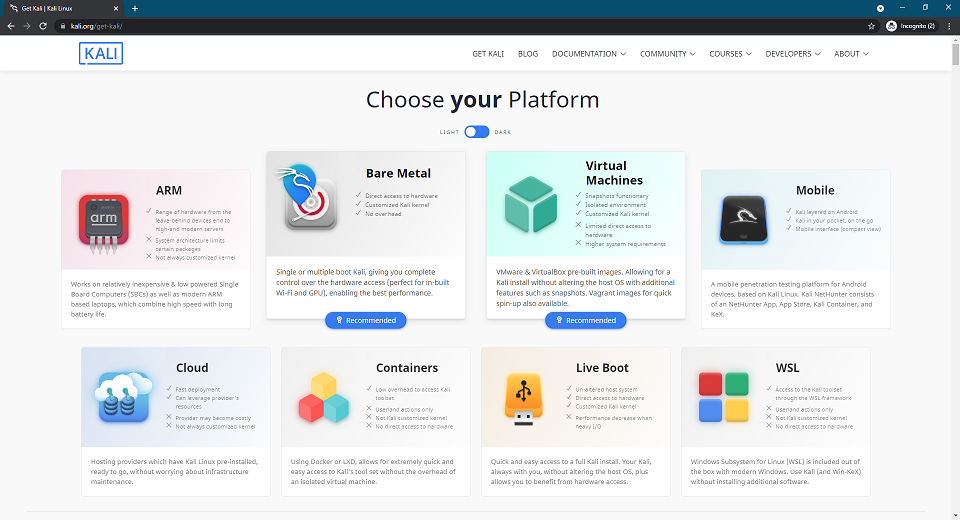 Get Kali | Kali Linux
kali.org/get-kali/
Incognito (2)
KALI
GET KALI BLOG DOCUMENTATION COMMUNITY COURSES DEVELOPERS ABOUT
Choose your Platform
LIGHT DARK
ARM
arm
Range of hardware from the
leave-behind devices end to
high-end modern servers
System architecture limits
certain packages
Not always customized kernel
Works on relatively inexpensive & low powered Single
Board Computers (SBCs) as well as modern ARM
based laptops, which combine high speed with long
battery life.
Bare Metal
Direct access to hardware
Customized Kali kernel
No overhead
Single or multiple boot Kali, giving you complete
control over the hardware access (perfect for in-built
Wi-Fi and GPU), enabling the best performance.
Recommended
Virtual
Machines
Snapshots functionary
Isolated environment
Customized Kali kernel
Limited direct access to
hardware
Higher system requirements
VMware & VirtualBox pre-built images. Allowing for a
Kali install without altering the host OS with additional
features such as snapshots. Vagrant images for quick
spin-up also available.
Recommended
Mobile
Kali layered on Android
Kali in your pocket, on the go
Mobile interface (compact view)
A mobile penetration testing platform for Android
devices, based on Kali Linux. Kali NetHunter consists
of an NetHunter App, App Store, Kali Container, and
KeX.
Cloud
Fast deployment
Can leverage provider's
resources
Provider may become costly
Not always customized kernel
Hosting providers which have Kali Linux pre-installed,
ready to go, without worrying about infrastructure
maintenance.
Containers
Low overhead to access Kali
toolset
Userland actions only
Not Kali customized kernel
No direct access to hardware
Using Docker or LXD, allows for extremely quick and
easy access to Kali's tool set without the overhead of
an isolated virtual machine.
Live Boot
Un-altered host system
Direct access to hardware
Customized Kali kernel
Performance decrease when
heavy I/O
Quick and easy access to a full Kali install. Your Kali,
always with you, without altering the host OS, plus
allows you to benefit from hardware access.
WSL
Access to the Kali toolset
through the WSL framework
Userland actions only
Not Kali customized kernel
No direct access to hardware
Windows Subsystem for Linux (WSL) is included out of
the box with modern Windows. Use Kali (and Win-KeX)
without installing additional software.